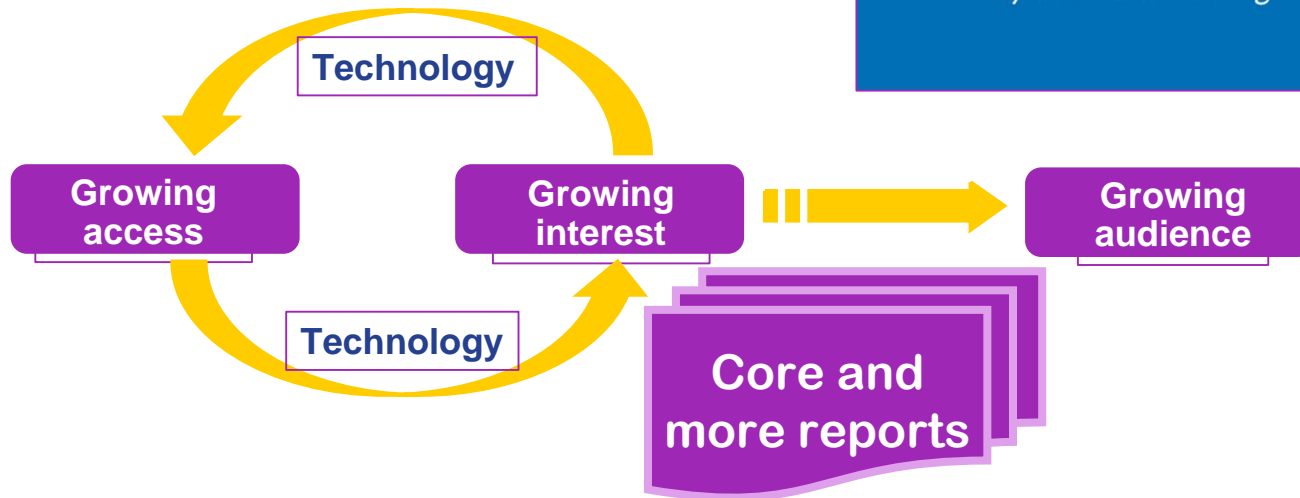 Technology
Growing
access
Growing
interest
Growing
audience
Technology
Core and
more reports